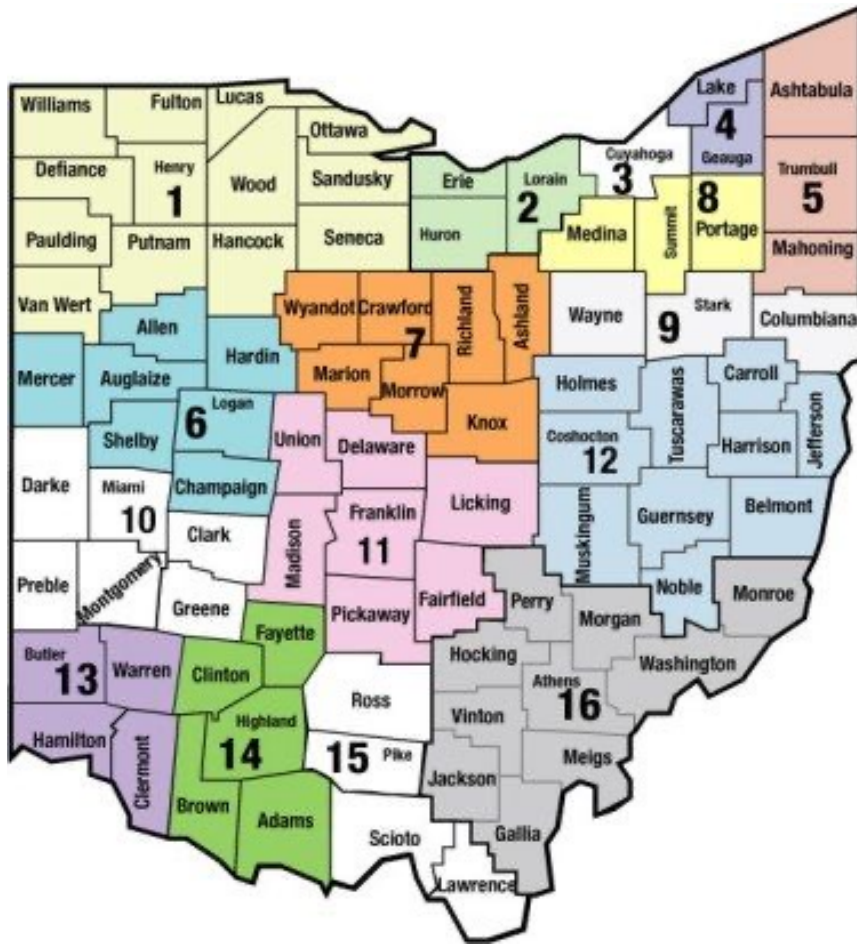 Williams
Fulton
Lucas
Ottawa
Lake
Ashtabula
Defiance
Henry
1
Wood
Sandusky
Erie
Lorain
2
Cuyahoga
3
4
Geauga
Trumbull
5
Paulding
Putnam
Hancock
Seneca
Huron
Medina
Summit
8
Portage
Mahoning
Van Wert
Allen
Hardin
Wyandot
Crawford
7
Richland
Ashland
Wayne
9
Stark
Columbiana
Mercer
Auglaize
Marion
Morrow
Holmes
Tuscarawas
Carroll
Jefferson
Shelby
6
Logan
Union
Delaware
Knox
Coshocton
12
Harrison
Darke
Miami
10
Champaign
Clark
Madison
Franklin
11
Licking
Muskingum
Guernsey
Belmont
Preble
Montgomery
Greene
Pickaway
Fairfield
Perry
Morgan
Noble
Monroe
Butler
13
Warren
Clinton
Fayette
Ross
Hocking
Athens
16
Washington
Hamilton
Clermont
Highland
14
15
Pike
Vinton
Jackson
Meigs
Brown
Adams
Scioto
Gallia
Lawrence